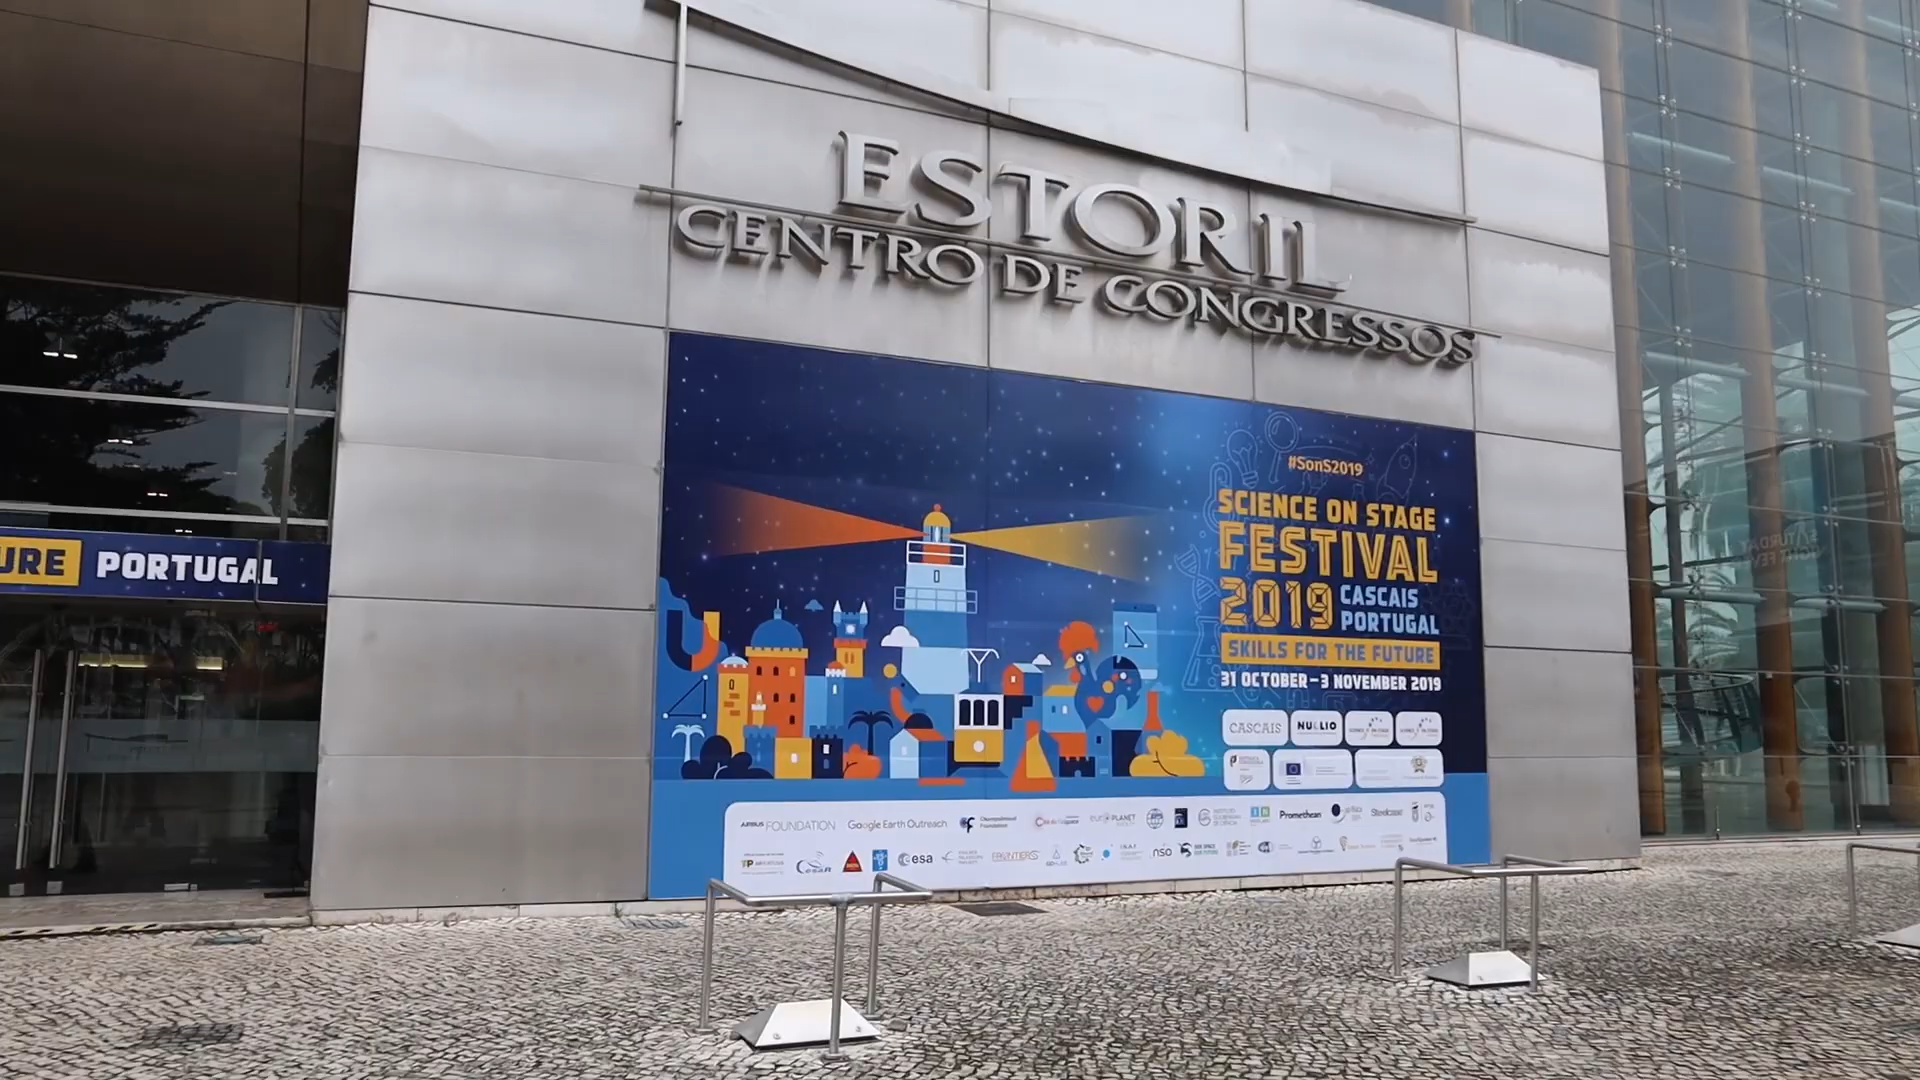 ESTORIL
CENTRO DE CONGRESSOS
URE PORTUGAL
#SonS2019
SCIENCE ON STAGE
FESTIVAL
2019 CASCAIS
PORTUGAL
SKILLS FOR THE FUTURE
31 OCTOBER – 3 NOVEMBER 2019
CASCAIS
NUCLIO
AIRBUS FOUNDATION
Google Earth Outreach
Promethean
Steelcase
esa
FRONTIERS
nso